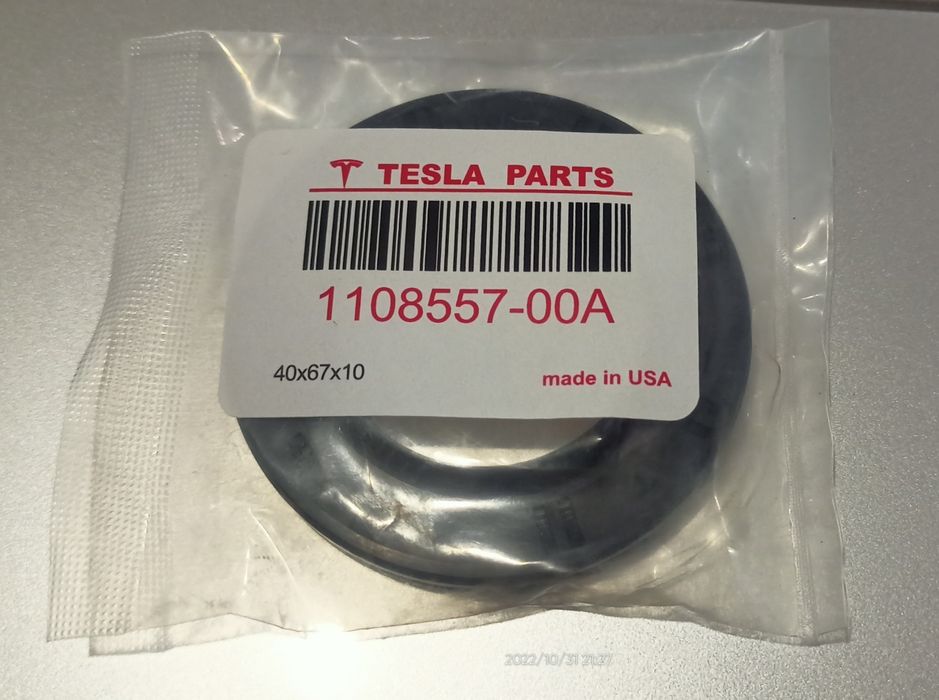 TESLA PARTS
1108557-00A
40x67x10
made in USA
2022/10/31 21:27